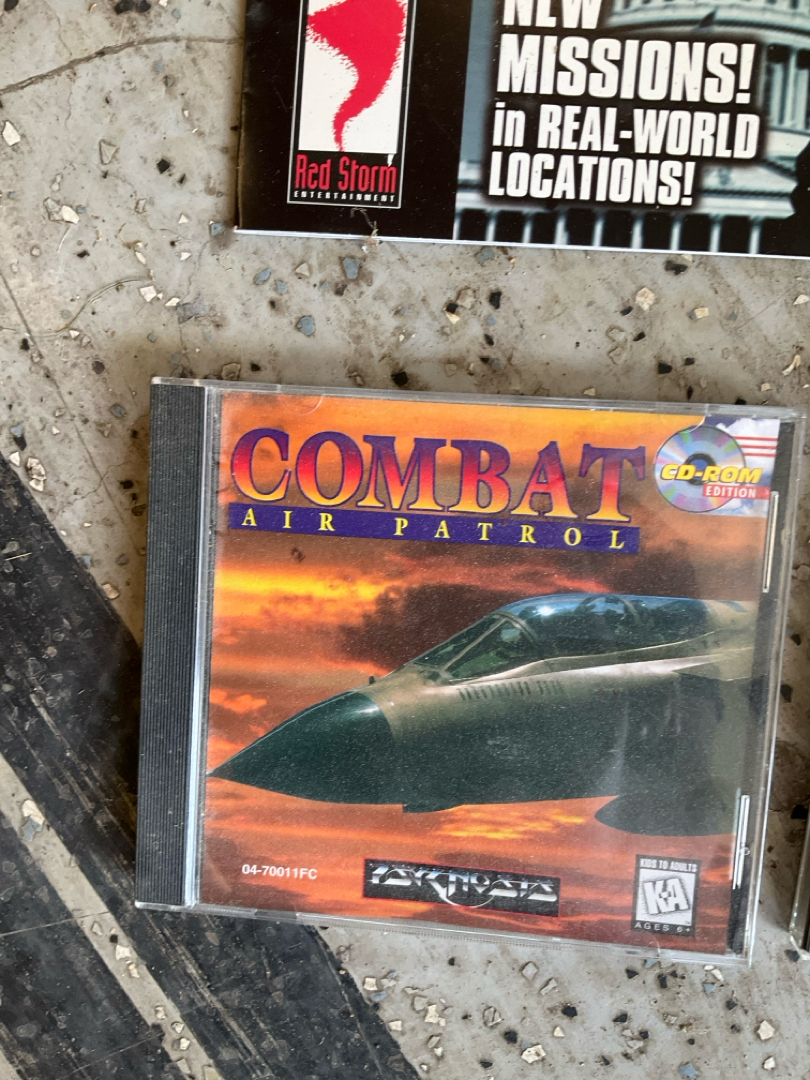 NEW
MISSIONS!
in REAL-WORLD
LOCATIONS!
Red Storm
ENTERTAINMENT
COMBAT
AIR PATROL
CD-ROM
EDITION
04-70011FC
PSYGNOSIS
KIDS TO ADULTS
K-A
AGES 6+